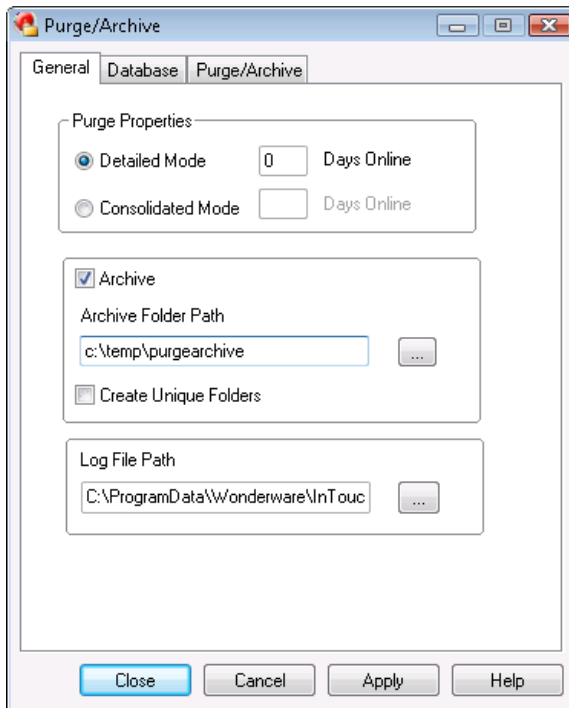 Purge/Archive
General Database Purge/Archive
Purge Properties
Detailed Mode 0 Days Online
Consolidated Mode Days Online
Archive
Archive Folder Path
c:\temp\purgearchive ...
Create Unique Folders
Log File Path
C:\ProgramData\Wonderware\InTouc ...
Close Cancel Apply Help